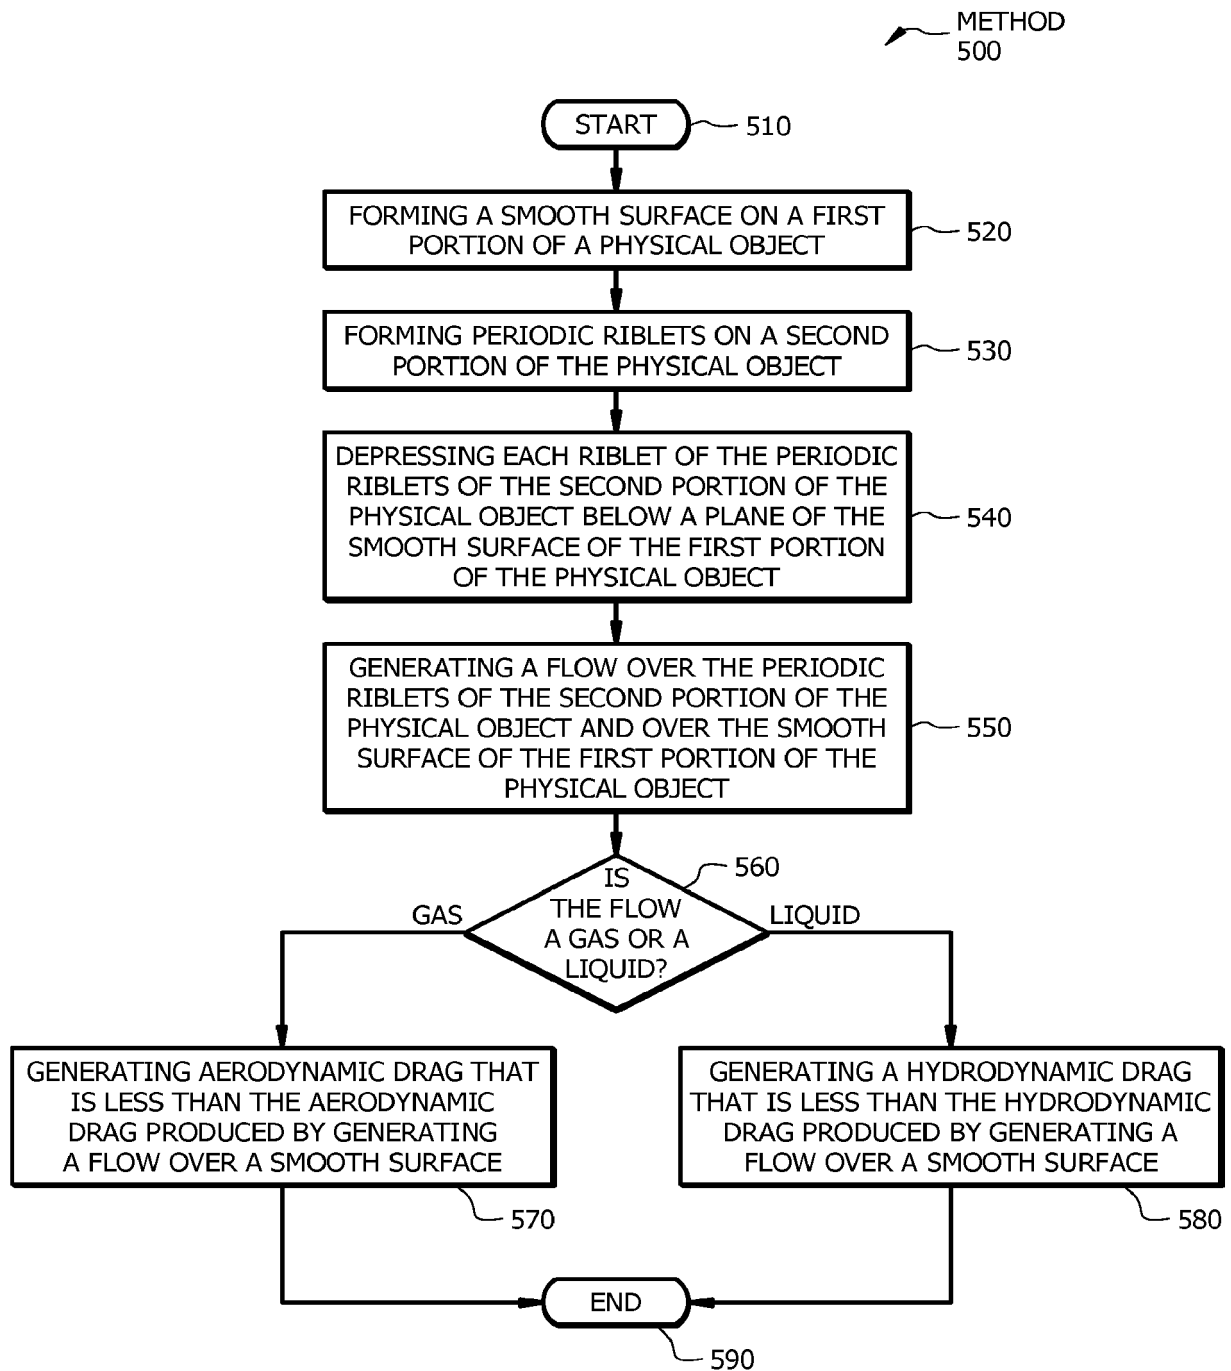 METHOD
500
START
510
FORMING A SMOOTH SURFACE ON A FIRST
PORTION OF A PHYSICAL OBJECT
520
FORMING PERIODIC RIBLETS ON A SECOND
PORTION OF THE PHYSICAL OBJECT
530
DEPRESSING EACH RIBLET OF THE PERIODIC
RIBLETS OF THE SECOND PORTION OF THE
PHYSICAL OBJECT BELOW A PLANE OF THE
SMOOTH SURFACE OF THE FIRST PORTION
OF THE PHYSICAL OBJECT
540
GENERATING A FLOW OVER THE PERIODIC
RIBLETS OF THE SECOND PORTION OF THE
PHYSICAL OBJECT AND OVER THE SMOOTH
SURFACE OF THE FIRST PORTION OF THE
PHYSICAL OBJECT
550
IS
THE FLOW
A GAS OR A
LIQUID?
560
GAS
LIQUID
GENERATING AERODYNAMIC DRAG THAT
IS LESS THAN THE AERODYNAMIC
DRAG PRODUCED BY GENERATING
A FLOW OVER A SMOOTH SURFACE
570
GENERATING A HYDRODYNAMIC DRAG
THAT IS LESS THAN THE HYDRODYNAMIC
DRAG PRODUCED BY GENERATING A
FLOW OVER A SMOOTH SURFACE
580
END
590